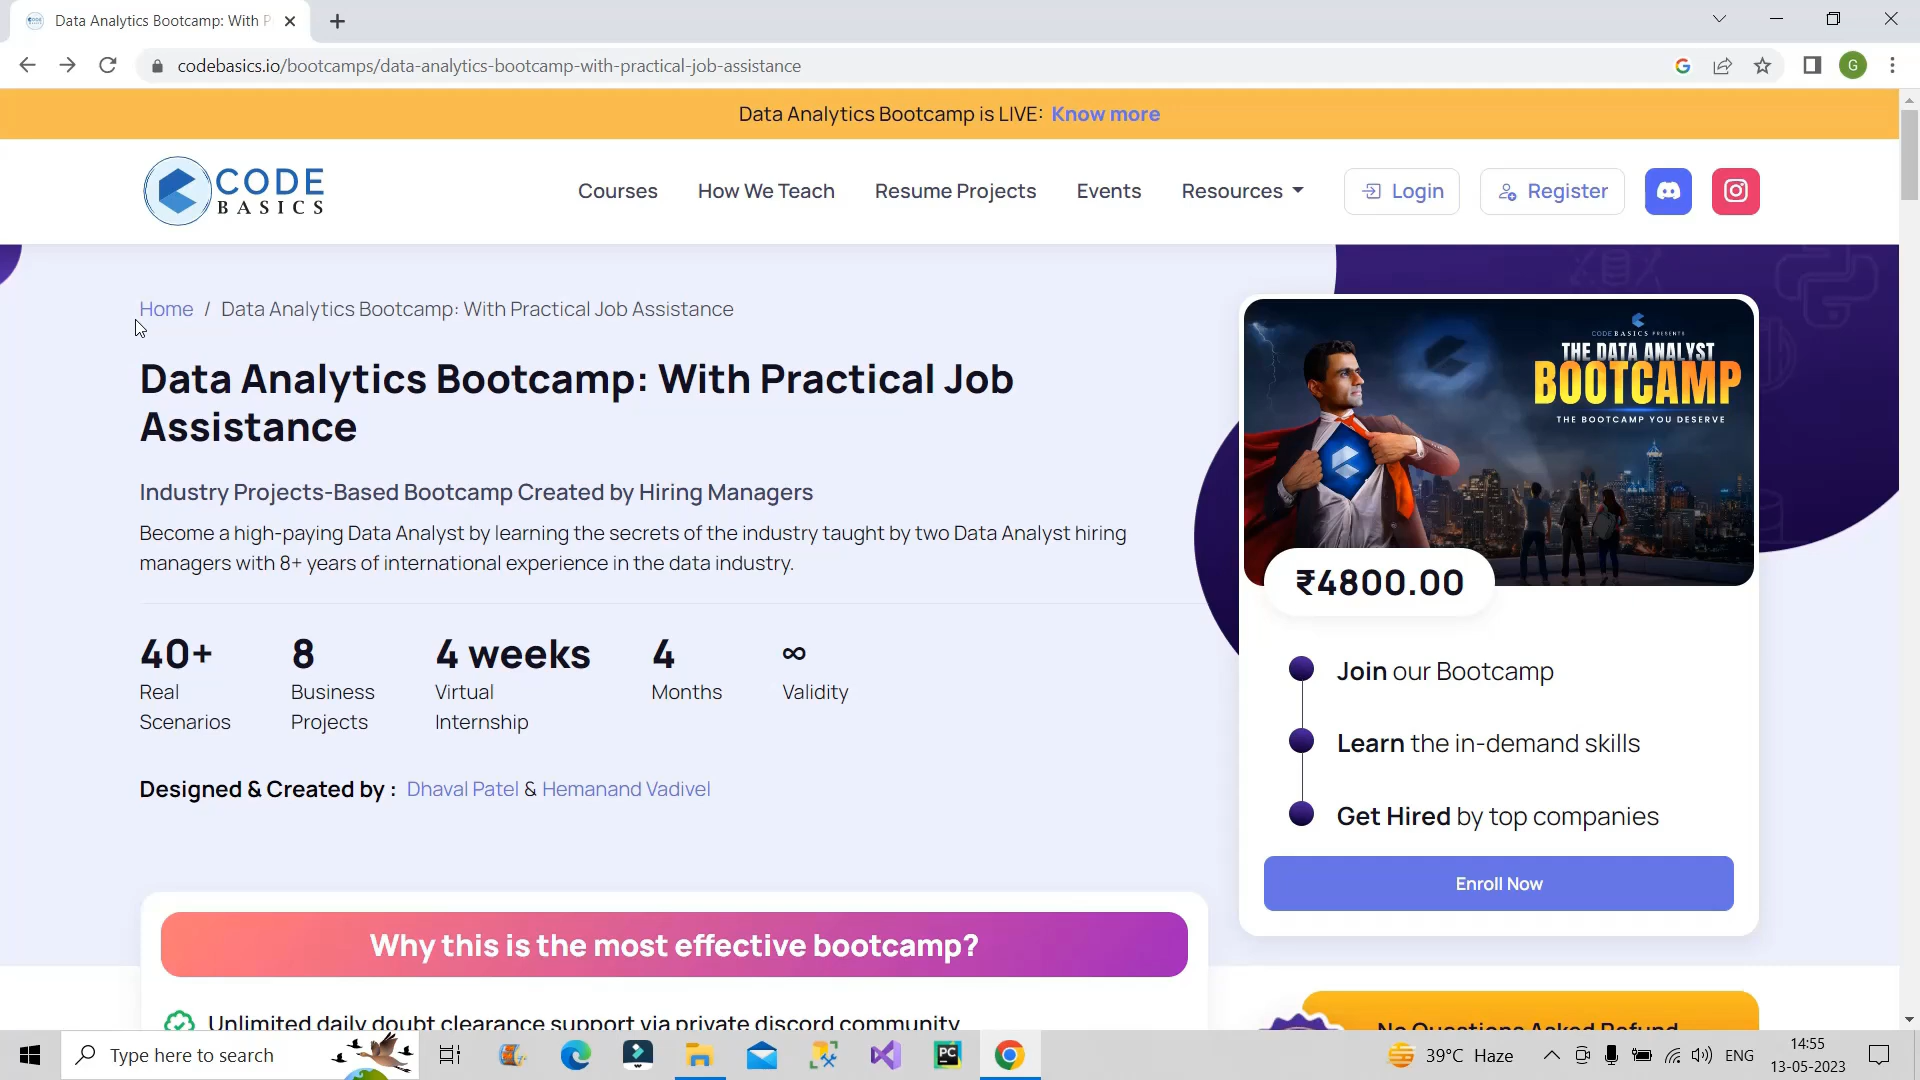 Data Analytics Bootcamp: With P
codebasics.io/bootcamps/data-analytics-bootcamp-with-practical-job-assistance
G
Data Analytics Bootcamp is LIVE: Know more
CODE
BASICS
Courses
How We Teach
Resume Projects
Events
Resources
Login
Register
Home / Data Analytics Bootcamp: With Practical Job Assistance
Data Analytics Bootcamp: With Practical Job
Assistance
Industry Projects-Based Bootcamp Created by Hiring Managers
Become a high-paying Data Analyst by learning the secrets of the industry taught by two Data Analyst hiring
managers with 8+ years of international experience in the data industry.
40+
Real
Scenarios
8
Business
Projects
4 weeks
Virtual
Internship
4
Months
∞
Validity
Designed & Created by : Dhaval Patel & Hemanand Vadivel
CODEBASICS PRESENTS
THE DATA ANALYST
BOOTCAMP
THE BOOTCAMP YOU DESERVE
₹4800.00
Join our Bootcamp
Learn the in-demand skills
Get Hired by top companies
Enroll Now
Why this is the most effective bootcamp?
Unlimited daily doubt clearance support via private discord community
No Questions Asked Refund
Type here to search
PC
39°C Haze
ENG
14:55
13-05-2023